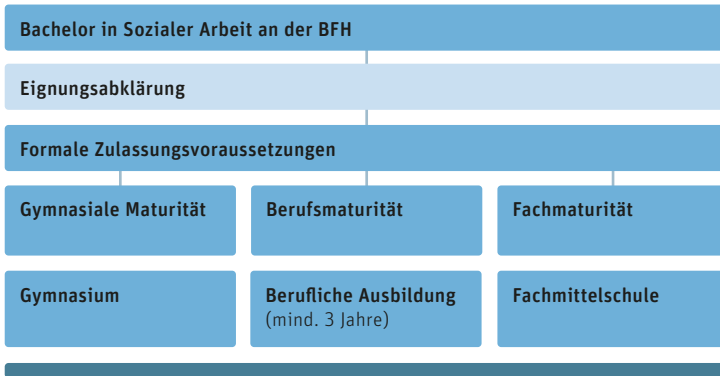 Bachelor in Sozialer Arbeit an der BFH
Eignungsabklärung
Formale Zulassungsvoraussetzungen
Gymnasiale Maturität
Berufsmaturität
Fachmaturität
Gymnasium
Berufliche Ausbildung
(mind. 3 Jahre)
Fachmittelschule